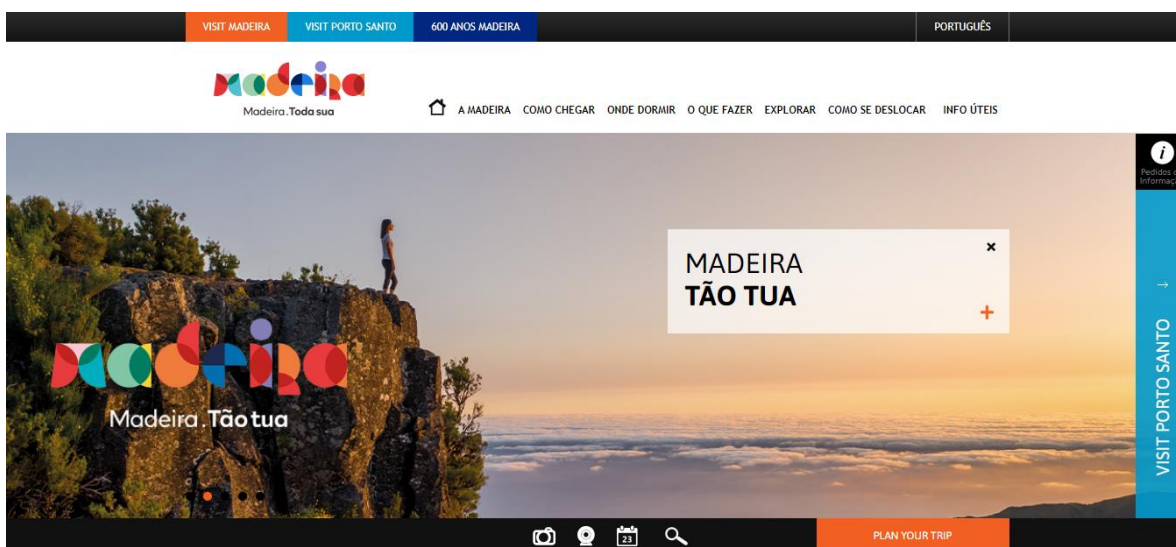 VISIT MADEIRA VISIT PORTO SANTO 600 ANOS MADEIRA PORTUGUÊS
madeira
Madeira.Toda sua
A MADEIRA COMO CHEGAR ONDE DORMIR O QUE FAZER EXPLORAR COMO SE DESLOCAR INFO ÚTEIS
i
Pedidos
Informaç
MADEIRA
TÃO TUA
madeira
Madeira.Tão tua
VISIT PORTO SANTO
23
PLAN YOUR TRIP